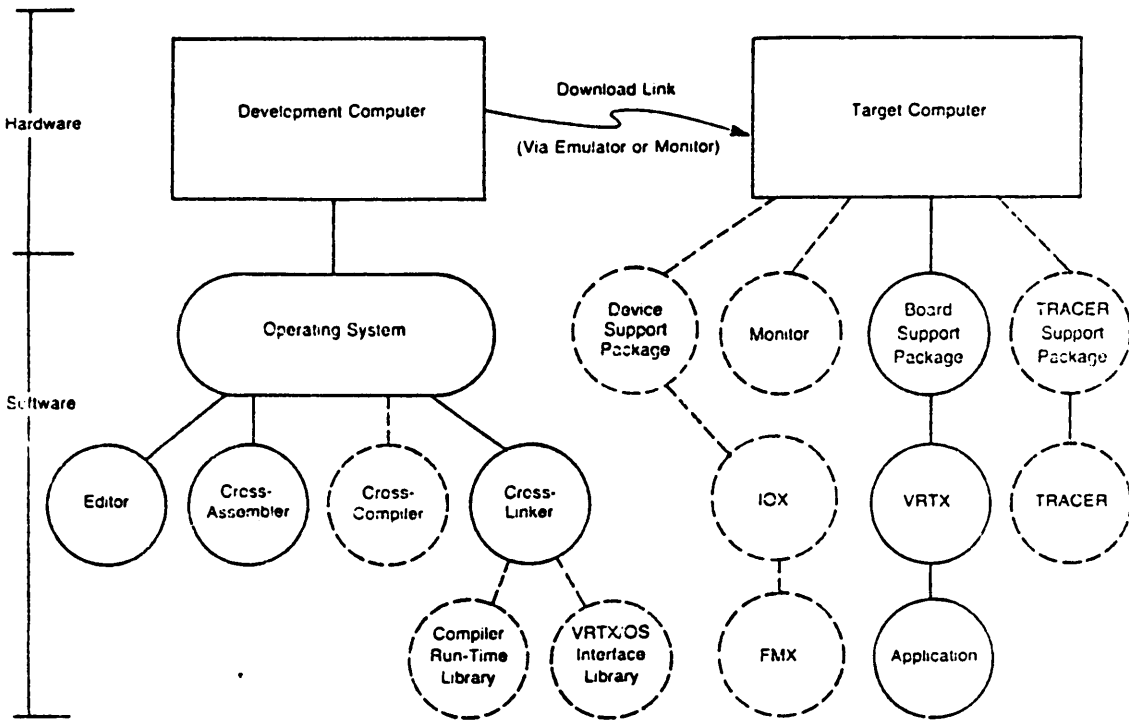 Hardware
Software
Development Computer
Download Link
(Via Emulator or Monitor)
Target Computer
Operating System
Editor
Cross-
Assembler
Cross-
Compiler
Cross-
Linker
Compiler
Run-Time
Library
VRTX/OS
Interface
Library
Device
Support
Package
Monitor
Board
Support
Package
TRACER
Support
Package
IOX
VRTX
TRACER
FMX
Application